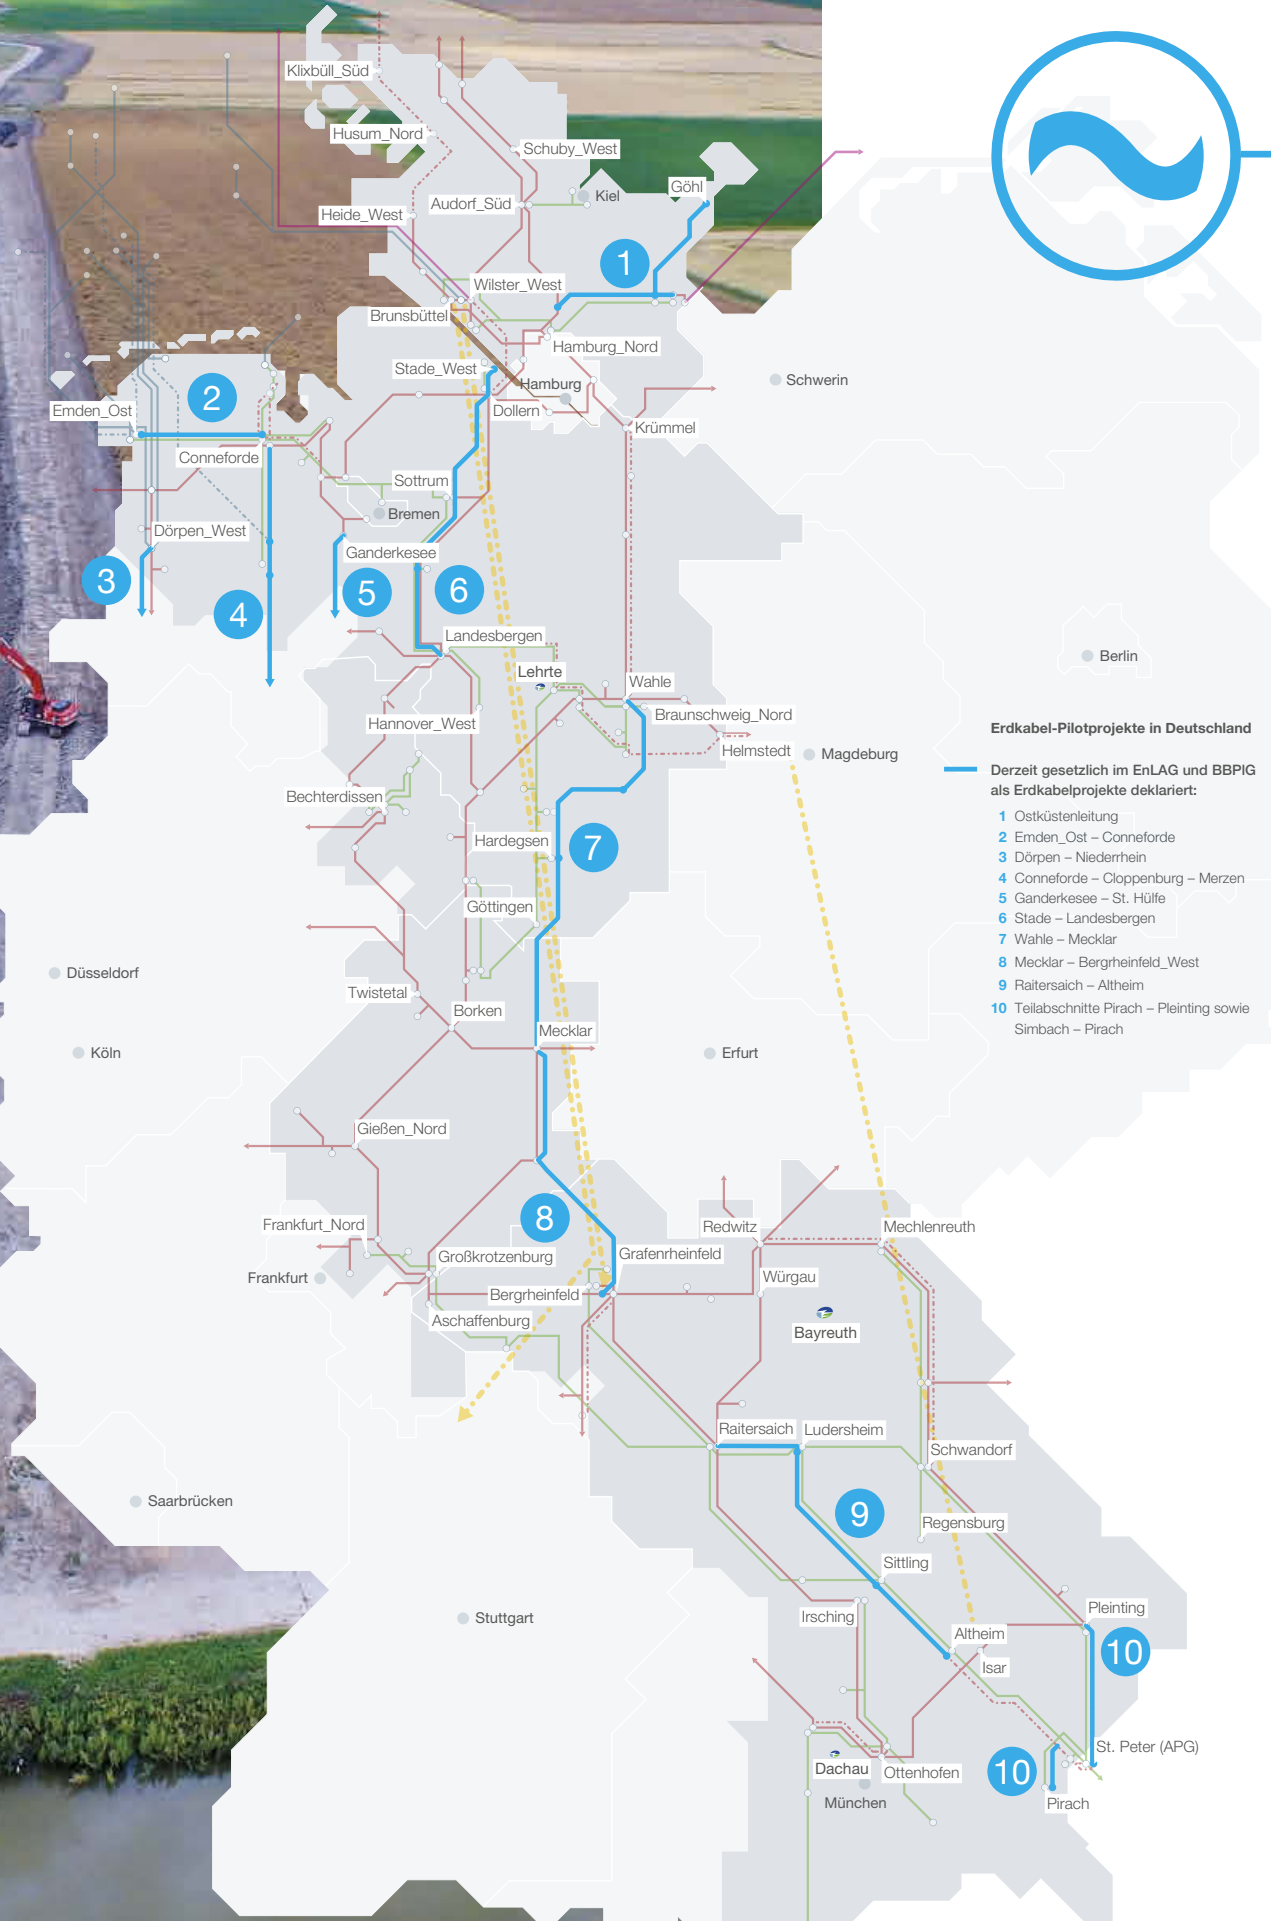 Klixbüll_Süd
Husum_Nord
Schuby_West
Kiel
Göhl
Audorf_Süd
Heide_West
1
Wilster_West
Brunsbüttel
Hamburg_Nord
Stade_West
Schwerin
Hamburg
2
Emden_Ost
Dollern
Krümmel
Conneforde
Sottrum
Bremen
Dörpen_West
Ganderkesee
3
5
6
4
Landesbergen
Berlin
Lehrte
Wahle
Braunschweig_Nord
Hannover_West
Helmstedt
Magdeburg
Erdkabel-Pilotprojekte in Deutschland
Derzeit gesetzlich im EnLAG und BBPlG
als Erdkabelprojekte deklariert:
1 Ostküstenleitung
2 Emden_Ost – Conneforde
3 Dörpen – Niederrhein
4 Conneforde – Cloppenburg – Merzen
5 Ganderkesee – St. Hülfe
6 Stade – Landesbergen
7 Wahle – Mecklar
8 Mecklar – Bergrheinfeld_West
9 Raitersaich – Altheim
10 Teilabschnitte Pirach – Pleinting sowie
Simbach – Pirach
Bechterdissen
Hardegsen
7
Göttingen
Düsseldorf
Twistetal
Borken
Mecklar
Köln
Erfurt
Gießen_Nord
8
Frankfurt_Nord
Redwitz
Mechlenreuth
Großkrotzenburg
Grafenrheinfeld
Frankfurt
Würgau
Bergrheinfeld
Aschaffenburg
Bayreuth
Raitersaich
Ludersheim
Schwandorf
Saarbrücken
9
Regensburg
Sittling
Stuttgart
Irsching
Pleinting
Altheim
10
Isar
St. Peter (APG)
Dachau
Ottenhofen
10
München
Pirach